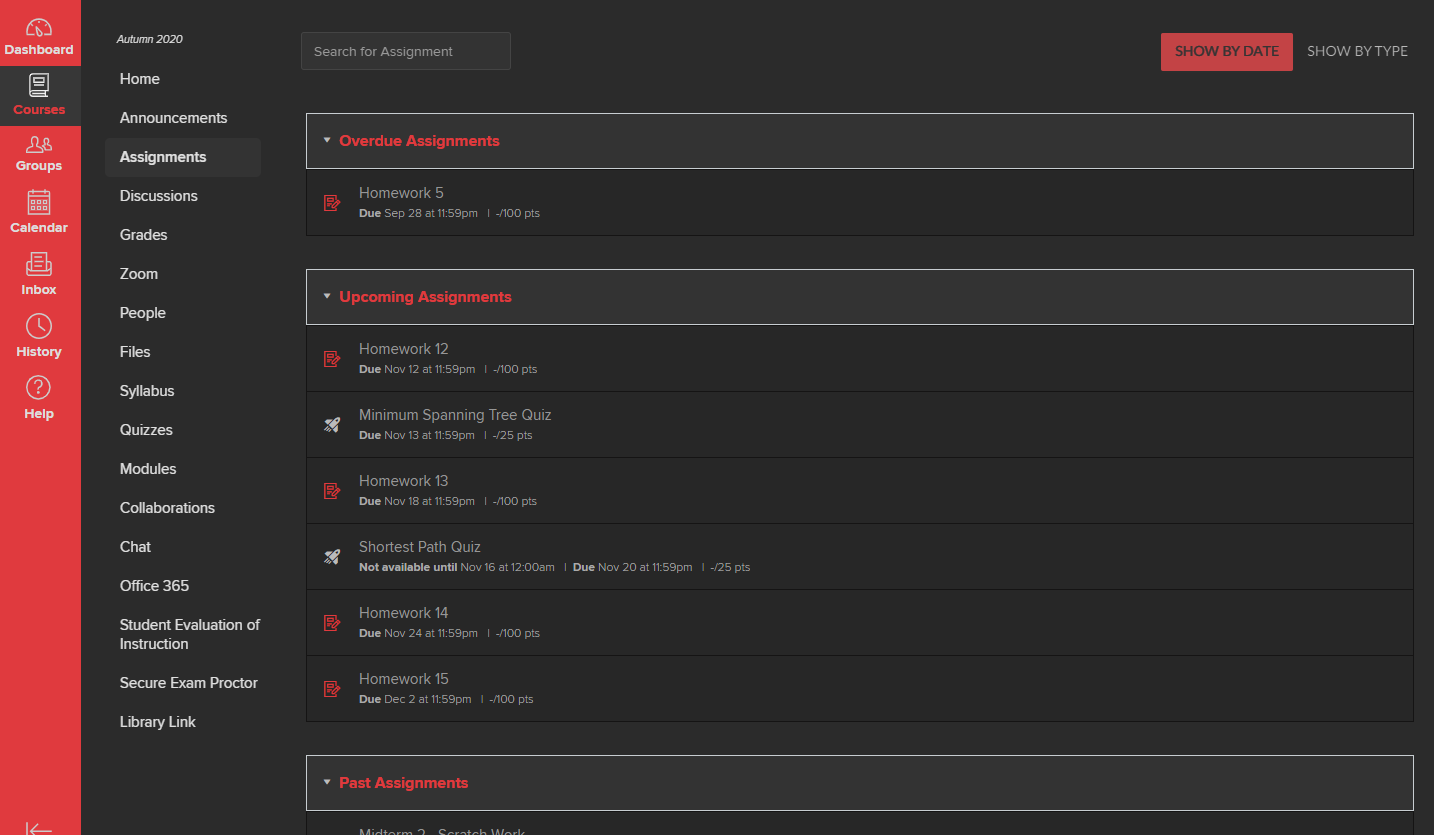 Dashboard
Courses
Groups
Calendar
Inbox
History
Help
Autumn 2020
Home
Announcements
Assignments
Discussions
Grades
Zoom
People
Files
Syllabus
Quizzes
Modules
Collaborations
Chat
Office 365
Student Evaluation of
Instruction
Secure Exam Proctor
Library Link
Search for Assignment
SHOW BY DATE
SHOW BY TYPE
Overdue Assignments
Homework 5
Due Sep 28 at 11:59pm | -/100 pts
Upcoming Assignments
Homework 12
Due Nov 12 at 11:59pm | -/100 pts
Minimum Spanning Tree Quiz
Due Nov 13 at 11:59pm | -/25 pts
Homework 13
Due Nov 18 at 11:59pm | -/100 pts
Shortest Path Quiz
Not available until Nov 16 at 12:00am | Due Nov 20 at 11:59pm | -/25 pts
Homework 14
Due Nov 24 at 11:59pm | -/100 pts
Homework 15
Due Dec 2 at 11:59pm | -/100 pts
Past Assignments
Midterm 2 - Scratch Work